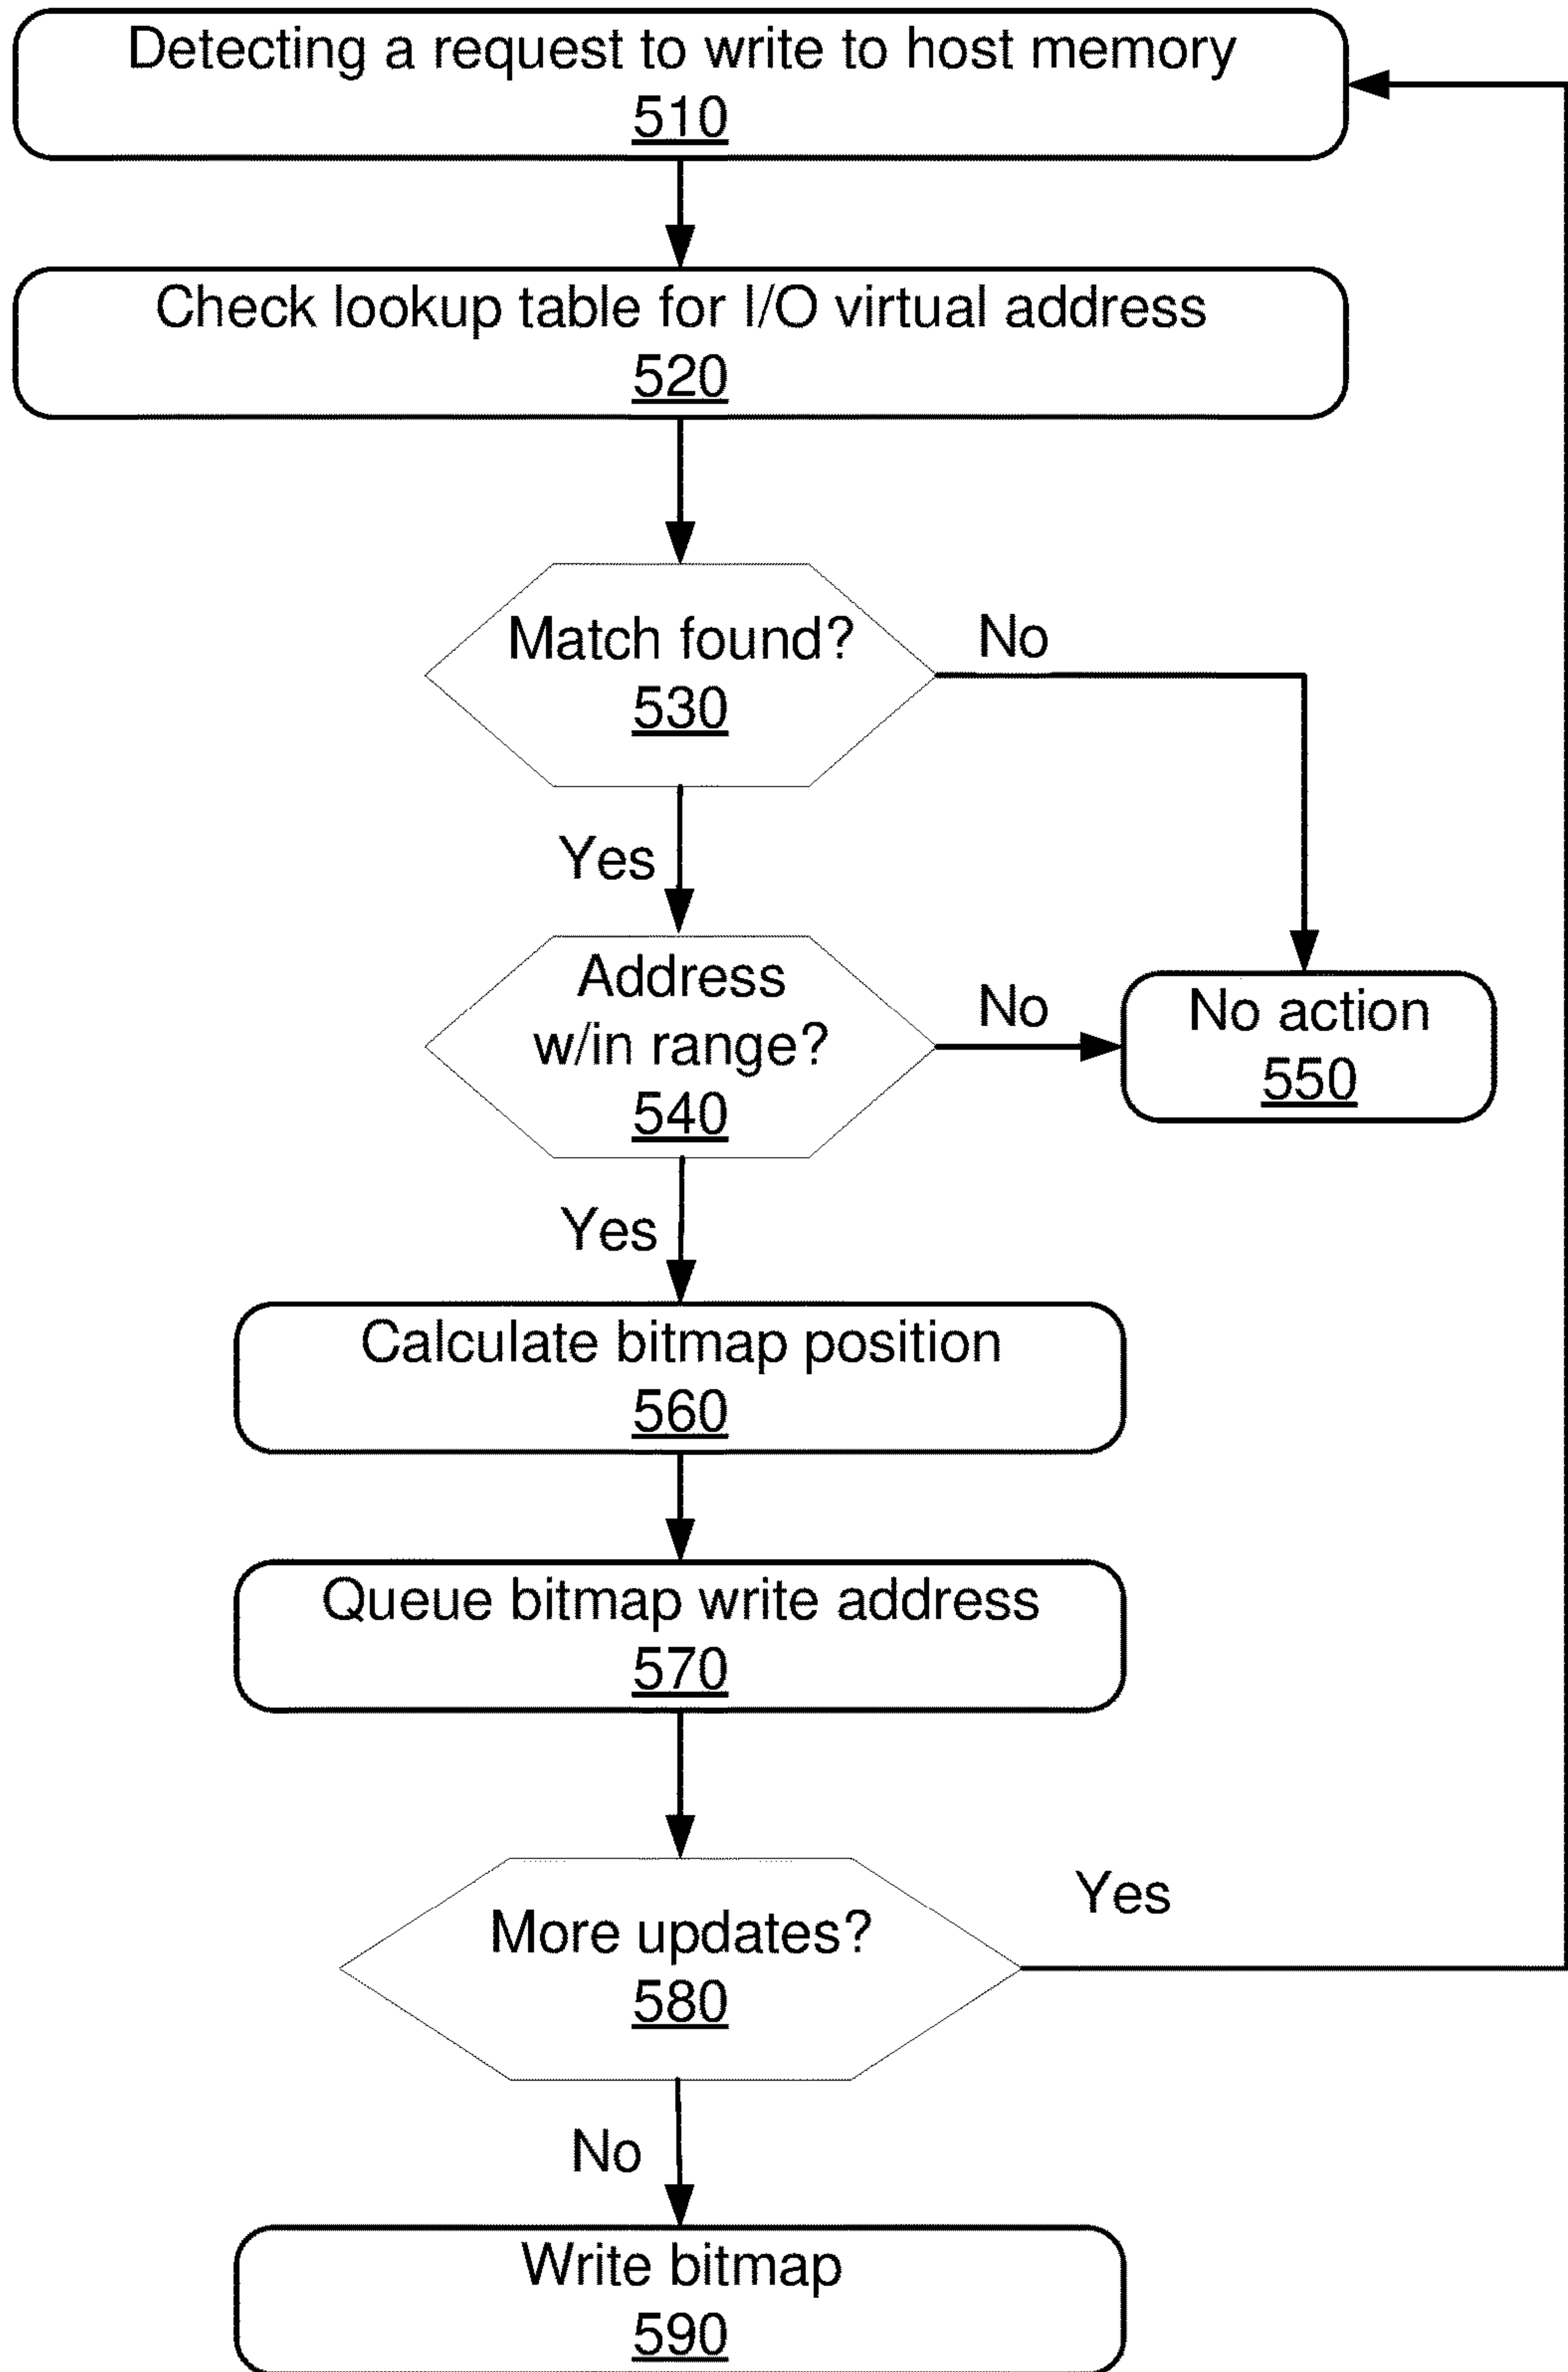 Detecting a request to write to host memory
510
Check lookup table for I/O virtual address
520
Match found?
530
No
Yes
Address
w/in range?
540
No
No action
550
Yes
Calculate bitmap position
560
Queue bitmap write address
570
More updates?
580
Yes
No
Write bitmap
590